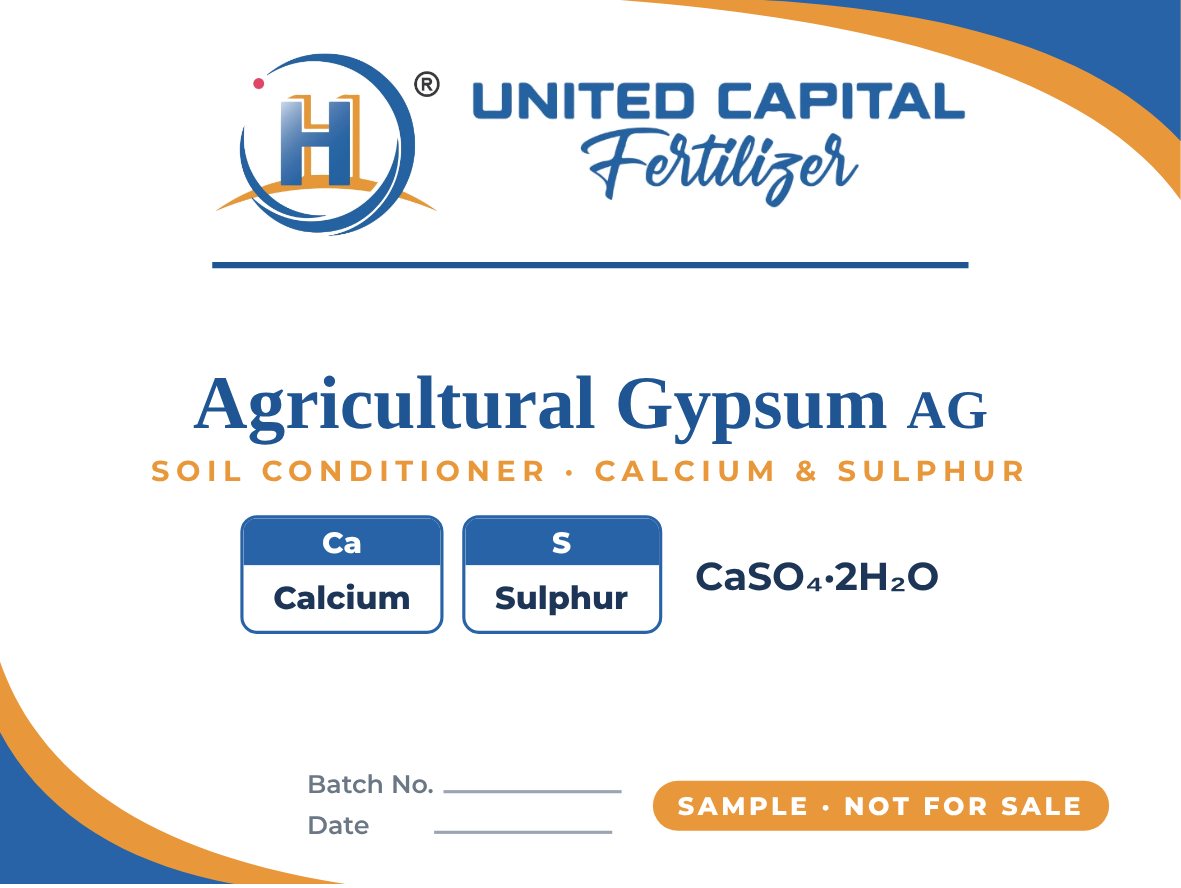 H ®
UNITED CAPITAL
Fertilizer
Agricultural Gypsum AG
SOIL CONDITIONER · CALCIUM & SULPHUR
Ca
Calcium
S
Sulphur
CaSO₄·2H₂O
Batch No.
Date
SAMPLE · NOT FOR SALE